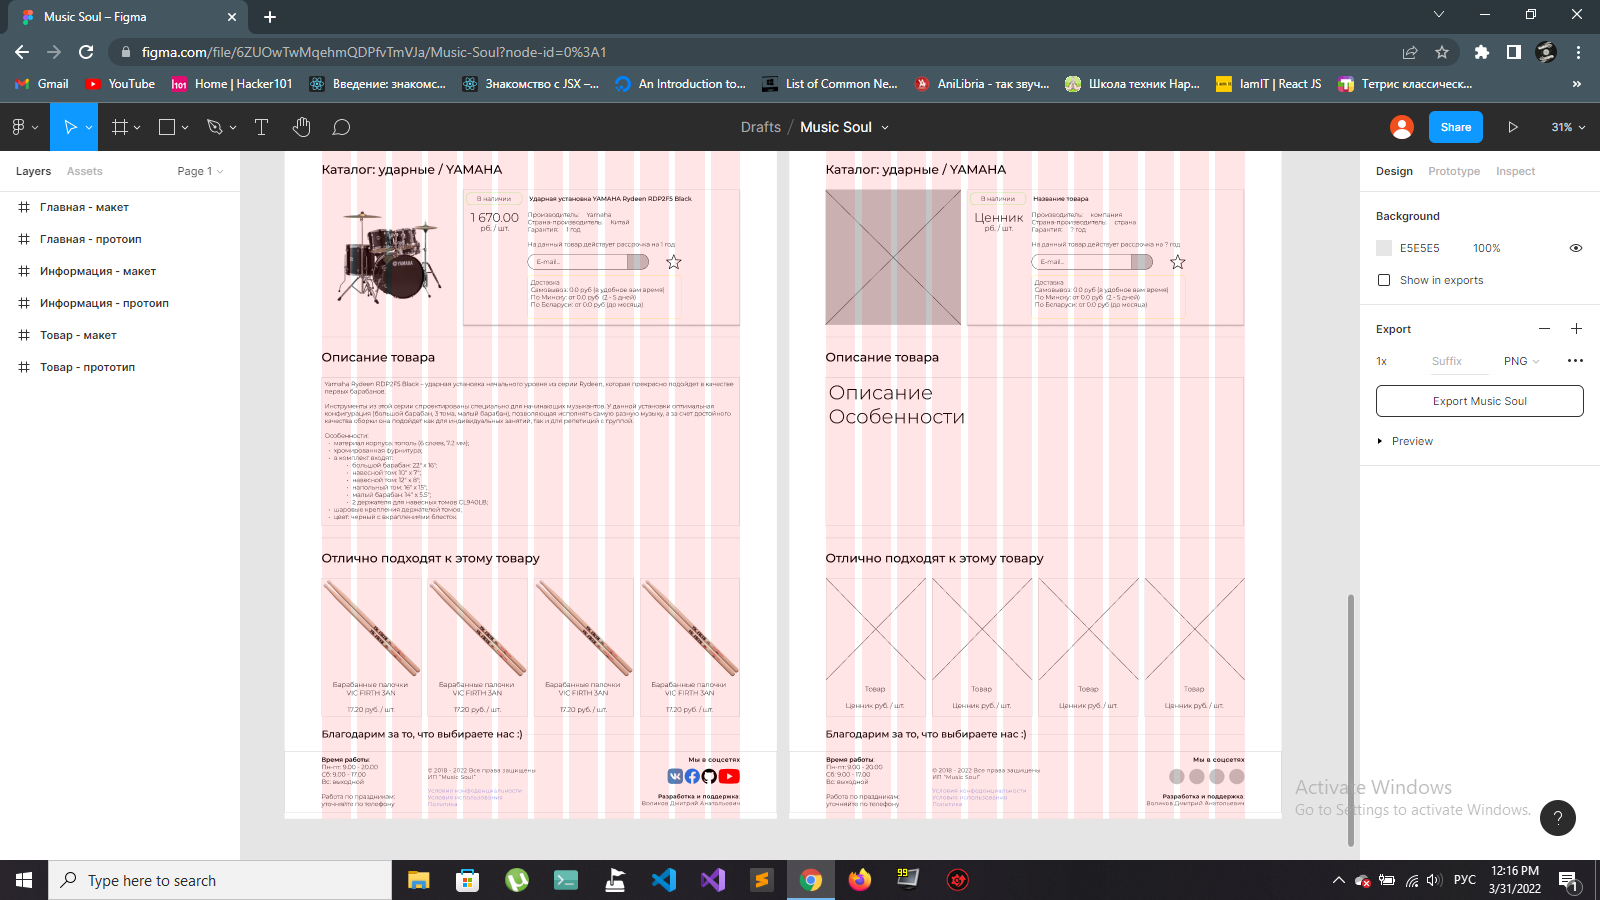 Music Soul – Figma
figma.com/file/6ZUOwTwMqehmQDPfvTmVJa/Music-Soul?node-id=0%3A1
Gmail
YouTube
Home | Hacker101
Введение: знакомс...
Знакомство с JSX –...
An Introduction to...
List of Common Ne...
AniLibria - так звуч...
Школа техник Нар...
IamIT | React JS
Тетрис классическ...
Drafts / Music Soul
Share
31%
Layers
Assets
Page 1
Главная - макет
Главная - протоип
Информация - макет
Информация - протоип
Товар - макет
Товар - прототип
Каталог: ударные / YAMAHA
В наличии
1 670.00
рб. / шт.
Ударная установка YAMAHA Rydeen RDP2F5 Black
Производитель: Yamaha
Страна-производитель: Китай
Гарантия: 1 год
На данный товар действует рассрочка на 1 год
E-mail...
Доставка
Самовывоз: 0.0 руб (в удобное вам время)
По Минску: от 0.0 руб (2 - 5 дней)
По Беларуси: от 0.0 руб (до месяца)
YAMAHA
Описание товара
Yamaha Rydeen RDP2F5 Black – ударная установка начального уровня из серии Rydeen, которая прекрасно подойдет в качестве
первых барабанов.
Инструменты из этой серии спроектированы специально для начинающих музыкантов. У данной установки оптимальная
конфигурация (большой барабан, 3 тома, малый барабан), позволяющая исполнять самую разную музыку, а за счет достойного
качества сборки она подойдет как для индивидуальных занятий, так и для репетиций с группой.
Особенности:
• материал корпуса: тополь (6 слоев, 7.2 мм);
• хромированная фурнитура;
• в комплект входят:
• большой барабан: 22" x 16";
• навесной том: 10" x 7";
• навесной том: 12" x 8";
• напольный том: 16" x 15";
• малый барабан: 14" x 5.5";
• 2 держателя для навесных томов CL940LB;
• шаровые крепления держателей томов;
• цвет: черный с вкраплениями блесток.
Отлично подходят к этому товару
Барабанные палочки
VIC FIRTH 3AN
17.20 руб. / шт.
Барабанные палочки
VIC FIRTH 3AN
17.20 руб. / шт.
Барабанные палочки
VIC FIRTH 3AN
17.20 руб. / шт.
Барабанные палочки
VIC FIRTH 3AN
17.20 руб. / шт.
Благодарим за то, что выбираете нас :)
Время работы:
Пн-пт: 9.00 - 20.00
Сб: 9.00 - 17.00
Вс: выходной
Работа по праздникам:
уточняйте по телефону
© 2018 - 2022 Все права защищены
ИП "Music Soul"
Условия конфоденциальности
Условия использования
Политика
Мы в соцсетях
Разработка и поддержка:
Воликов Дмитрий Анатольевич
Каталог: ударные / YAMAHA
В наличии
Ценник
рб. / шт.
Название товара
Производитель: компания
Страна-производитель: страна
Гарантия: ? год
На данный товар действует рассрочка на ? год
E-mail...
Доставка
Самовывоз: 0.0 руб (в удобное вам время)
По Минску: от 0.0 руб (2 - 5 дней)
По Беларуси: от 0.0 руб (до месяца)
Описание товара
Описание
Особенности
Отлично подходят к этому товару
Товар
Ценник руб. / шт.
Товар
Ценник руб. / шт.
Товар
Ценник руб. / шт.
Товар
Ценник руб. / шт.
Благодарим за то, что выбираете нас :)
Время работы:
Пн-пт: 9.00 - 20.00
Сб: 9.00 - 17.00
Вс: выходной
Работа по праздникам:
уточняйте по телефону
© 2018 - 2022 Все права защищены
ИП "Music Soul"
Условия конфоденциальности
Условия использования
Политика
Мы в соцсетях
Разработка и поддержка:
Воликов Дмитрий Анатольевич
Design
Prototype
Inspect
Background
E5E5E5
100%
Show in exports
Export
1x
Suffix
PNG
Export Music Soul
Preview
Activate Windows
Go to Settings to activate Windows.
?
Type here to search
99
РУС
12:16 PM
3/31/2022
1